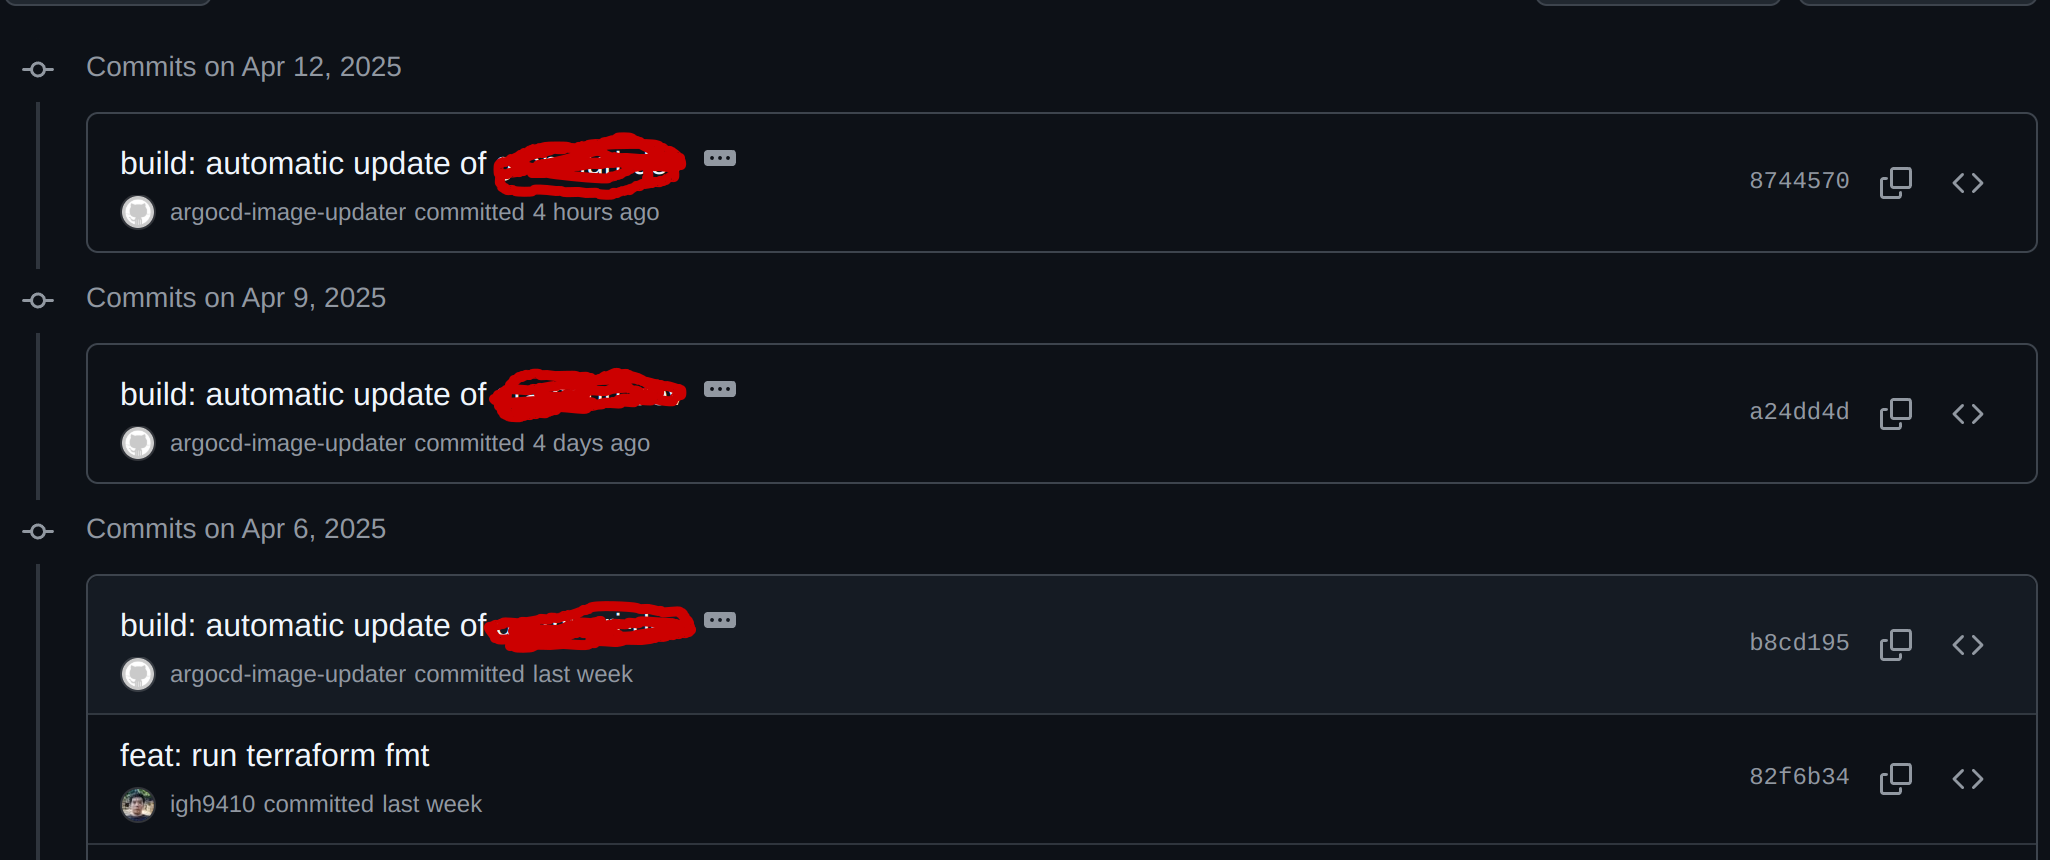 Commits on Apr 12, 2025
build: automatic update of
argocd-image-updater committed 4 hours ago
8744570
Commits on Apr 9, 2025
build: automatic update of
argocd-image-updater committed 4 days ago
a24dd4d
Commits on Apr 6, 2025
build: automatic update of
argocd-image-updater committed last week
b8cd195
feat: run terraform fmt
igh9410 committed last week
82f6b34